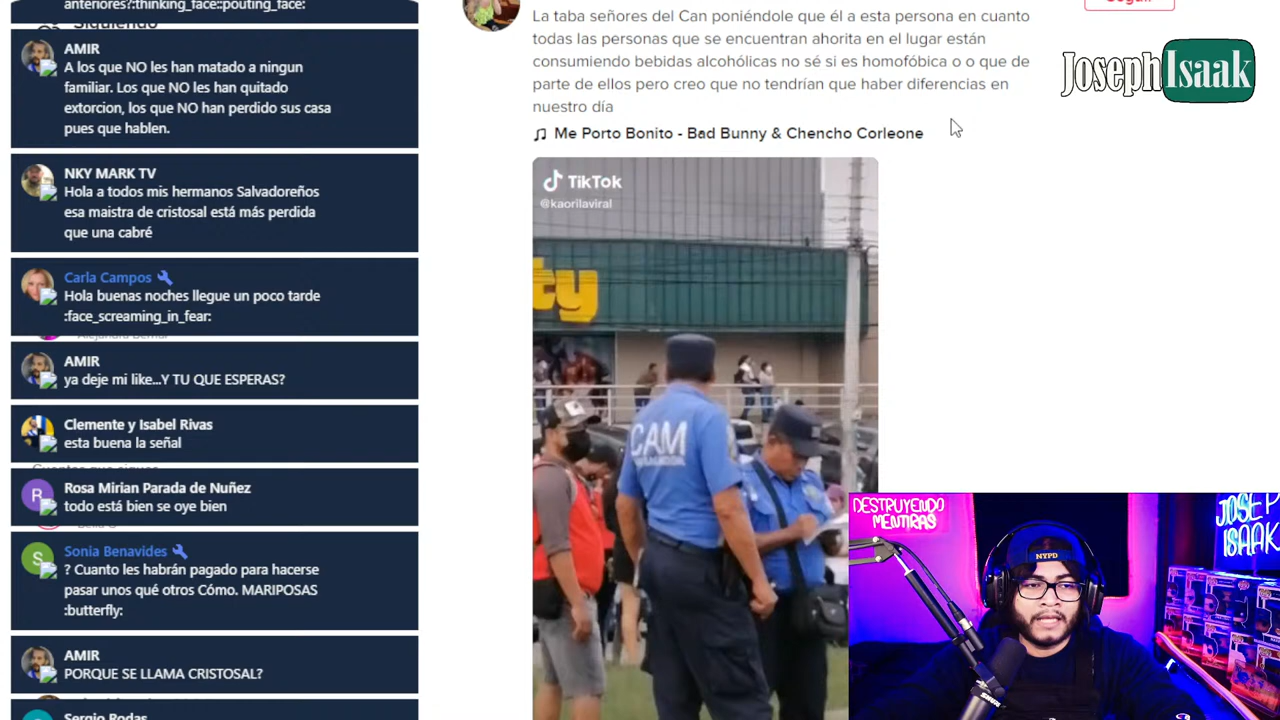 anteriores?:thinking_face::pouting_face:
Siguiendo
AMIR
A los que NO les han matado a ningun
familiar. Los que NO les han quitado
extorcion, los que NO han perdido sus casa
pues que hablen.
NKY MARK TV
Hola a todos mis hermanos Salvadoreños
esa maistra de cristosal está más perdida
que una cabré
Carla Campos
Hola buenas noches llegue un poco tarde
:face_screaming_in_fear:
AMIR
ya deje mi like...Y TU QUE ESPERAS?
Clemente y Isabel Rivas
esta buena la señal
Cuentas que sigues
Rosa Mirian Parada de Nuñez
todo está bien se oye bien
Sonia Benavides
? Cuanto les habrán pagado para hacerse
pasar unos qué otros Cómo. MARIPOSAS
:butterfly:
AMIR
PORQUE SE LLAMA CRISTOSAL?
Sergio Rodas
La taba señores del Can poniéndole que él a esta persona en cuanto
todas las personas que se encuentran ahorita en el lugar están
consumiendo bebidas alcohólicas no sé si es homofóbica o o que de
parte de ellos pero creo que no tendrían que haber diferencias en
nuestro día
Me Porto Bonito - Bad Bunny & Chencho Corleone
Seguir
JosephIsaak
TikTok
@kaorilaviral
ty
CAM
DESTRUYENDO
MENTIRAS
NYPD
JOSEP
ISAAK